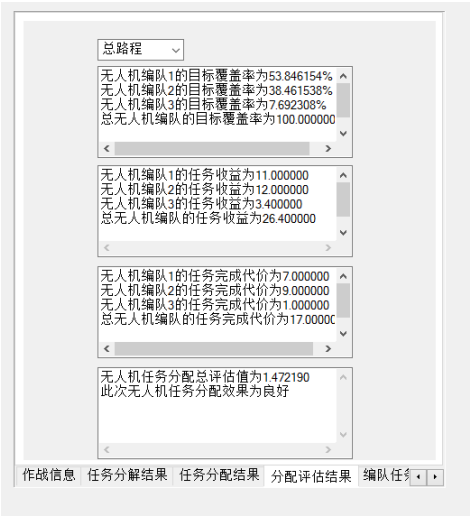 总路程
无人机编队1的目标覆盖率为53.846154%
无人机编队2的目标覆盖率为38.461538%
无人机编队3的目标覆盖率为7.692308%
总无人机编队的目标覆盖率为100.000000
无人机编队1的任务收益为11.000000
无人机编队2的任务收益为12.000000
无人机编队3的任务收益为3.400000
总无人机编队的任务收益为26.400000
无人机编队1的任务完成代价为7.000000
无人机编队2的任务完成代价为9.000000
无人机编队3的任务完成代价为1.000000
总无人机编队的任务完成代价为17.00000
无人机任务分配总评估值为1.472190
此次无人机任务分配效果为良好
作战信息 任务分解结果 任务分配结果 分配评估结果 编队任务